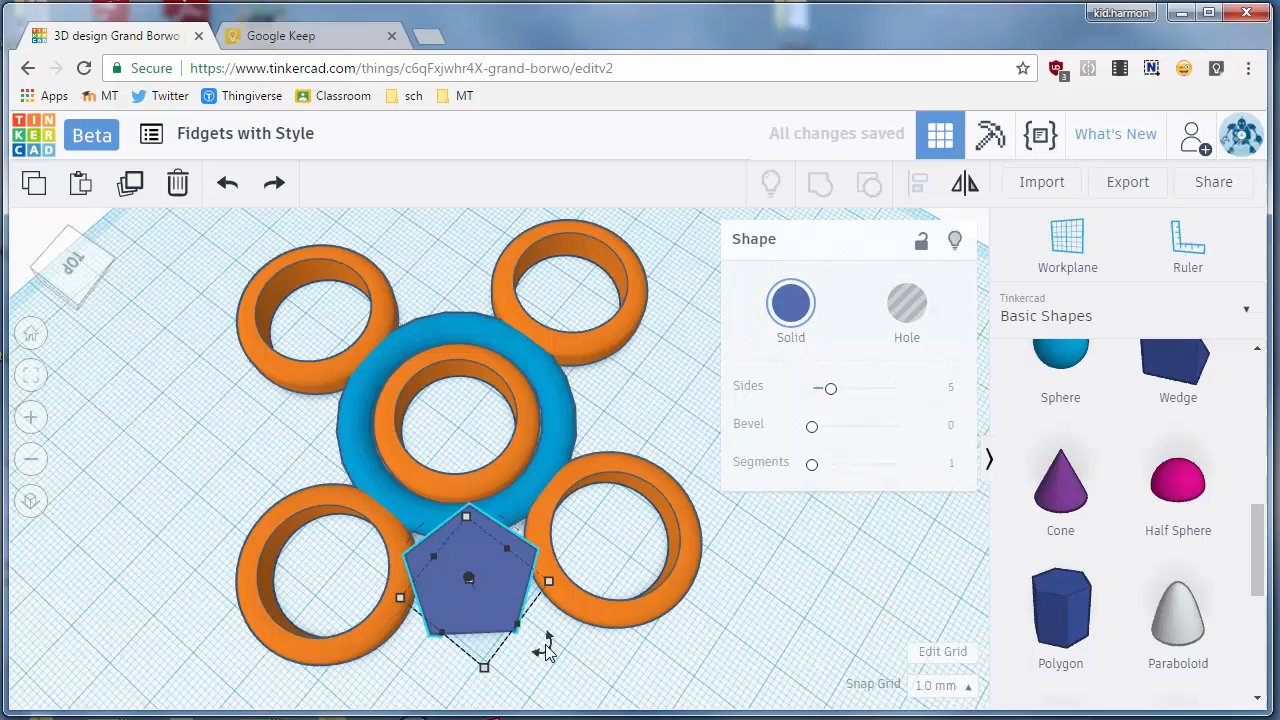 kid.harmon
3D design Grand Borwo
Google Keep
Secure
https://www.tinkercad.com/things/c6qFxjwhr4X-grand-borwo/editv2
3
Apps
MT
Twitter
Thingiverse
Classroom
sch
MT
TIN
KER
CAD
Beta
Fidgets with Style
All changes saved
What's New
Import
Export
Share
TOP
Shape
Solid
Hole
Sides
5
Bevel
0
Segments
1
Workplane
Ruler
Tinkercad
Basic Shapes
Sphere
Wedge
Cone
Half Sphere
Polygon
Paraboloid
Edit Grid
Snap Grid
1.0 mm